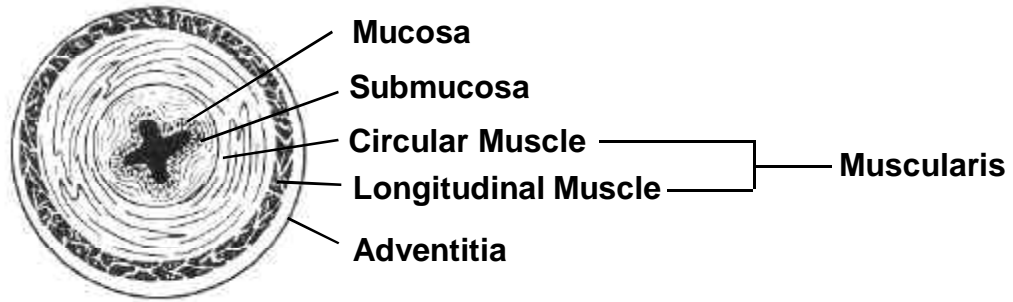 Mucosa
Submucosa
Circular Muscle
Longitudinal Muscle
Muscularis
Adventitia